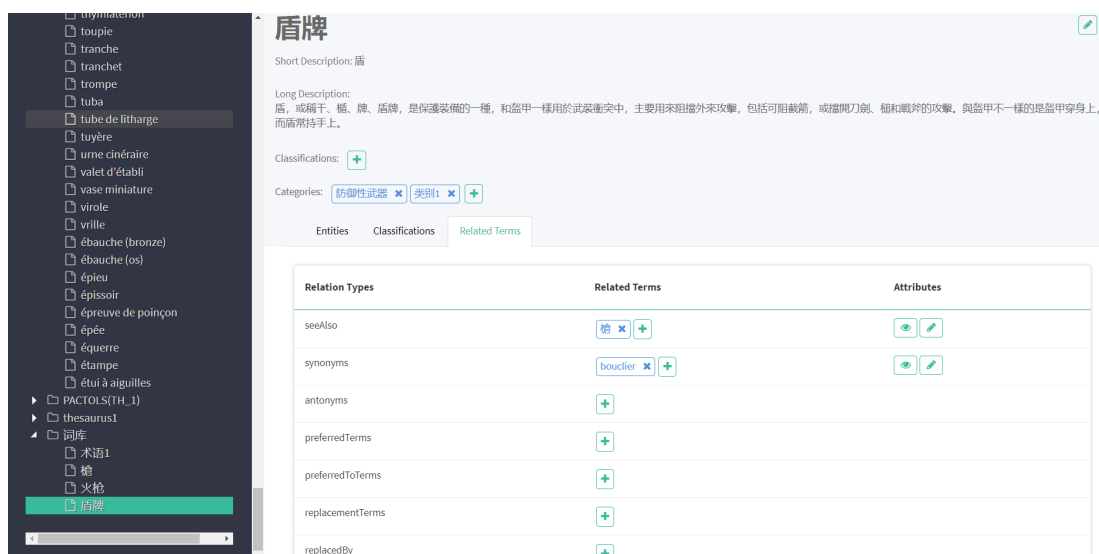 thymiaterion
toupie
tranche
tranchet
trompe
tuba
tube de litharge
tuyère
urne cinéraire
valet d'établi
vase miniature
virole
vrille
ébauche (bronze)
ébauche (os)
épieu
épissoir
épreuve de poinçon
épée
équerre
étampe
étui à aiguilles
PACTOLS(TH_1)
thesaurus1
词库
术语1
槍
火枪
盾牌
盾牌
Short Description: 盾
Long Description:
盾，或稱干、楯、牌、盾牌，是保護裝備的一種，和盔甲一樣用於武裝衝突中，主要用來阻擋外來攻擊，包括可阻截箭，或擋開刀劍、槌和戰斧的攻擊。與盔甲不一樣的是盔甲穿身上，
而盾常持手上。
Classifications:
Categories: 防御性武器 类别1
Entities Classifications Related Terms
Relation Types Related Terms Attributes
seeAlso 槍
synonyms bouclier
antonyms
preferredTerms
preferredToTerms
replacementTerms
replacedBy